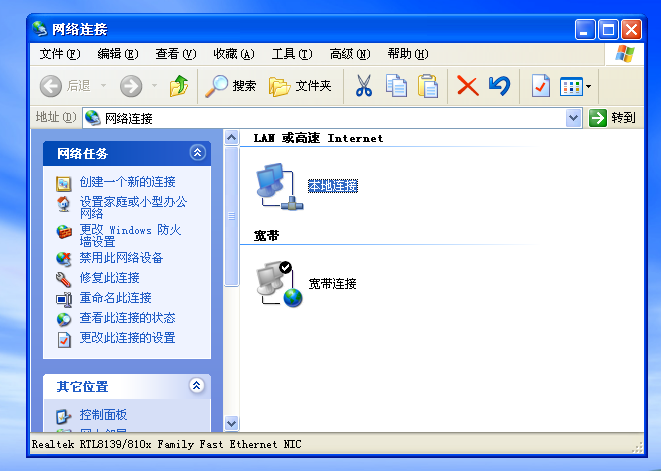 网络连接
文件(F) 编辑(E) 查看(V) 收藏(A) 工具(T) 高级(N) 帮助(H)
后退 搜索 文件夹
地址(D) 网络连接 转到
网络任务
创建一个新的连接
设置家庭或小型办公
网络
更改 Windows 防火
墙设置
禁用此网络设备
修复此连接
重命名此连接
查看此连接的状态
更改此连接的设置
其它位置
控制面板
LAN 或高速 Internet
本地连接
宽带
宽带连接
Realtek RTL8139/810x Family Fast Ethernet NIC